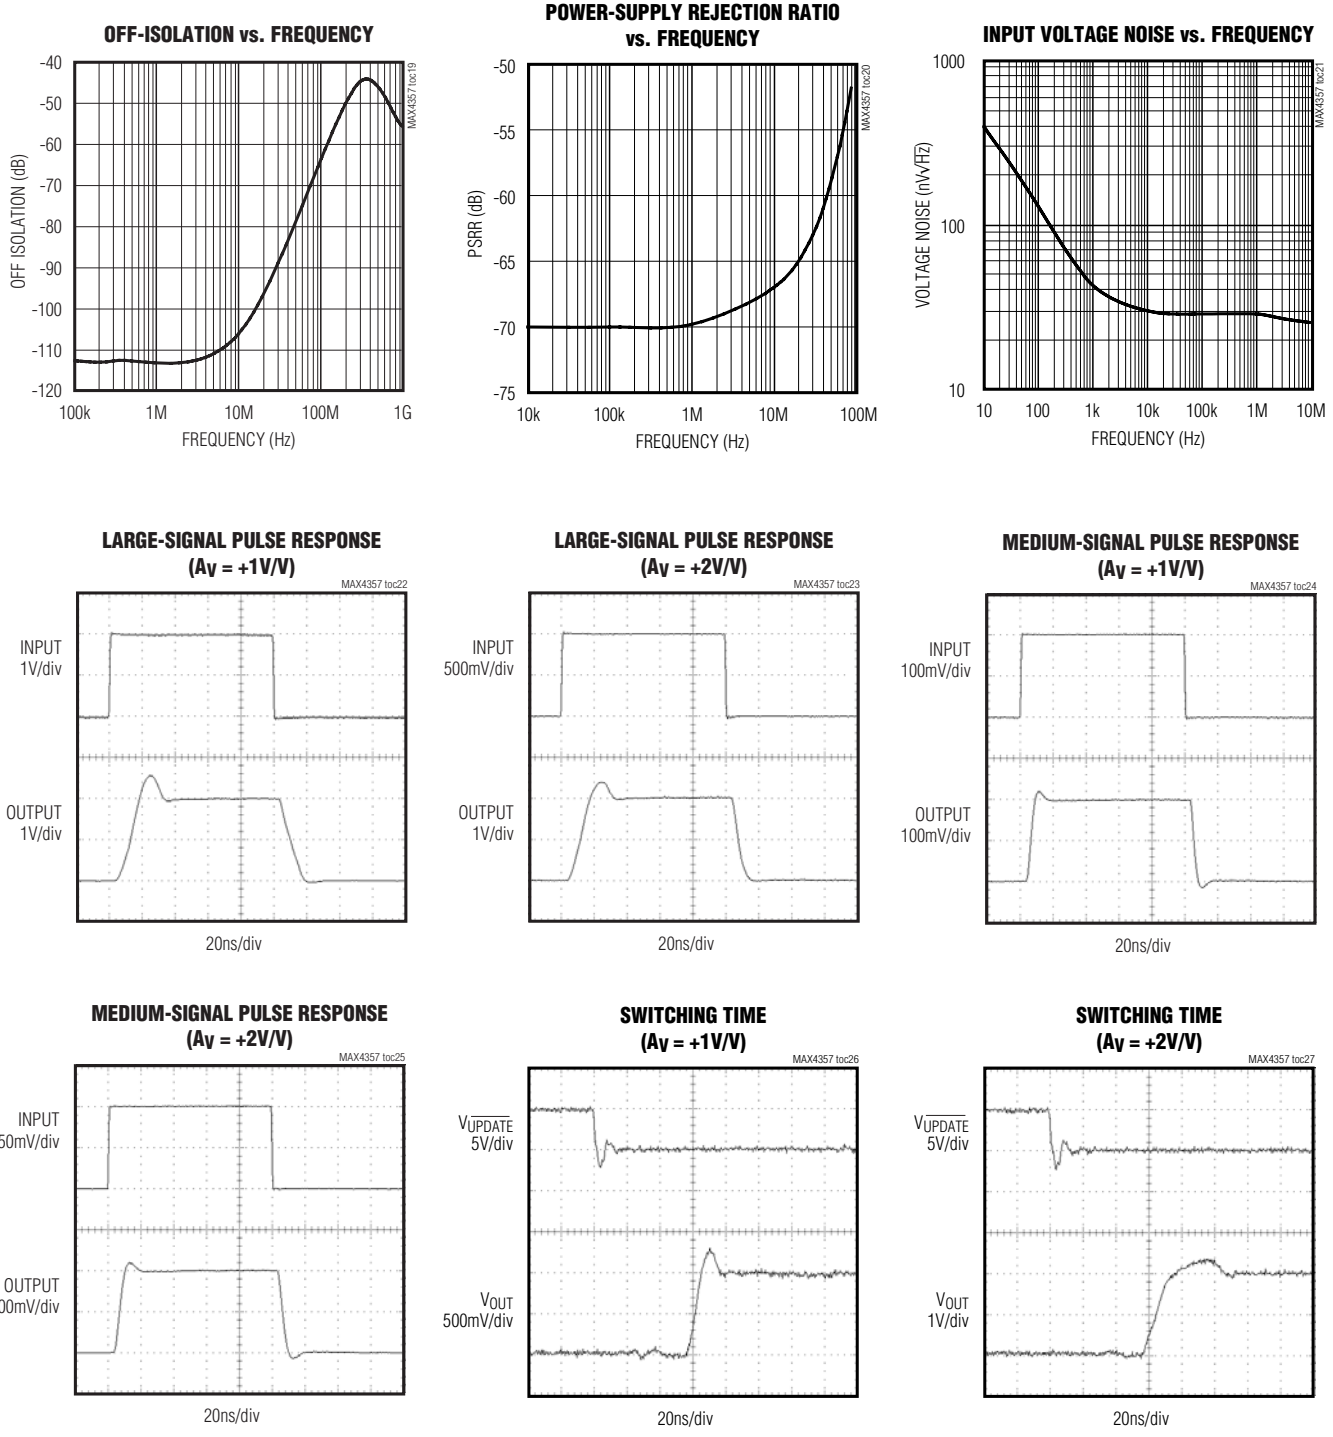 OFF-ISOLATION vs. FREQUENCY
MAX4357 toc19
OFF ISOLATION (dB)
-40
-50
-60
-70
-80
-90
-100
-110
-120
100k 1M 10M 100M 1G
FREQUENCY (Hz)
POWER-SUPPLY REJECTION RATIO
vs. FREQUENCY
MAX4357 toc20
PSRR (dB)
-50
-55
-60
-65
-70
-75
10k 100k 1M 10M 100M
FREQUENCY (Hz)
INPUT VOLTAGE NOISE vs. FREQUENCY
MAX4357 toc21
VOLTAGE NOISE (nV√Hz)
1000
100
10
10 100 1k 10k 100k 1M 10M
FREQUENCY (Hz)
LARGE-SIGNAL PULSE RESPONSE
(AV = +1V/V)
MAX4357 toc22
INPUT
1V/div
OUTPUT
1V/div
20ns/div
LARGE-SIGNAL PULSE RESPONSE
(AV = +2V/V)
MAX4357 toc23
INPUT
500mV/div
OUTPUT
1V/div
20ns/div
MEDIUM-SIGNAL PULSE RESPONSE
(AV = +1V/V)
MAX4357 toc24
INPUT
100mV/div
OUTPUT
100mV/div
20ns/div
MEDIUM-SIGNAL PULSE RESPONSE
(AV = +2V/V)
MAX4357 toc25
INPUT
50mV/div
OUTPUT
00mV/div
20ns/div
SWITCHING TIME
(AV = +1V/V)
MAX4357 toc26
VUPDATE
5V/div
VOUT
500mV/div
20ns/div
SWITCHING TIME
(AV = +2V/V)
MAX4357 toc27
VUPDATE
5V/div
VOUT
1V/div
20ns/div